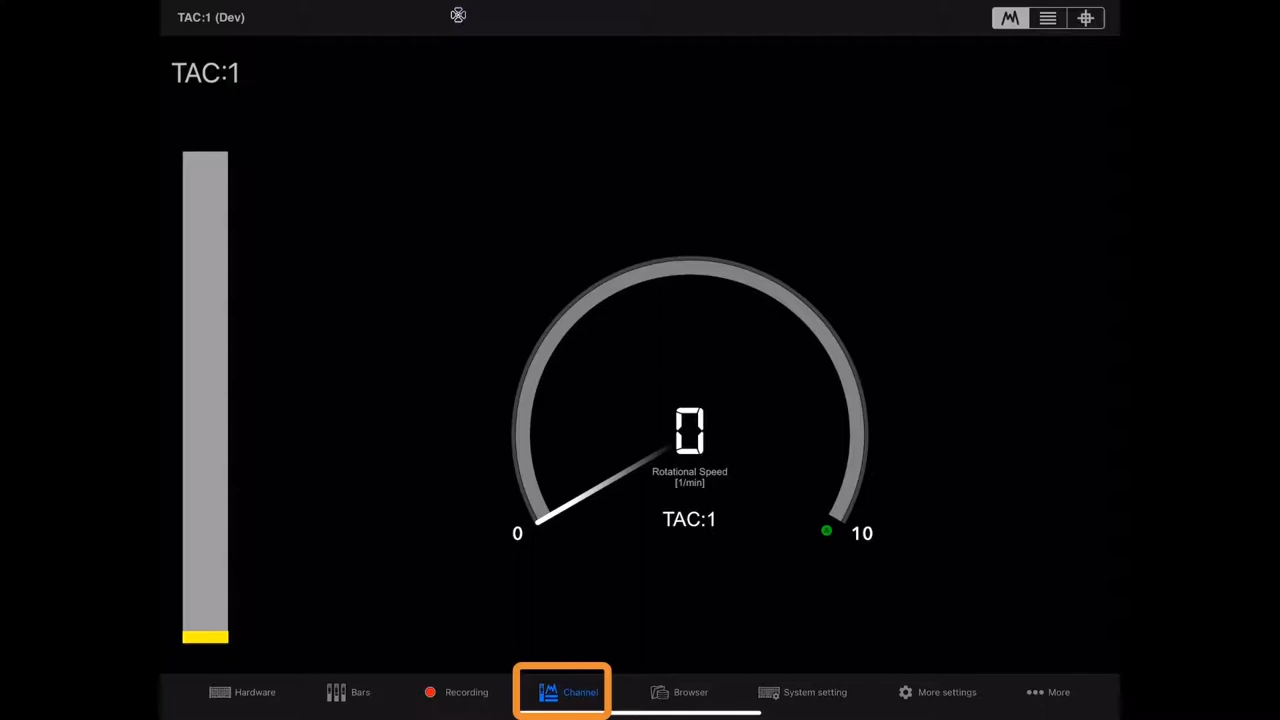 TAC:1 (Dev)
TAC:1
0
Rotational Speed
[1/min]
TAC:1
0
10
Hardware
Bars
Recording
Channel
Browser
System setting
More settings
More